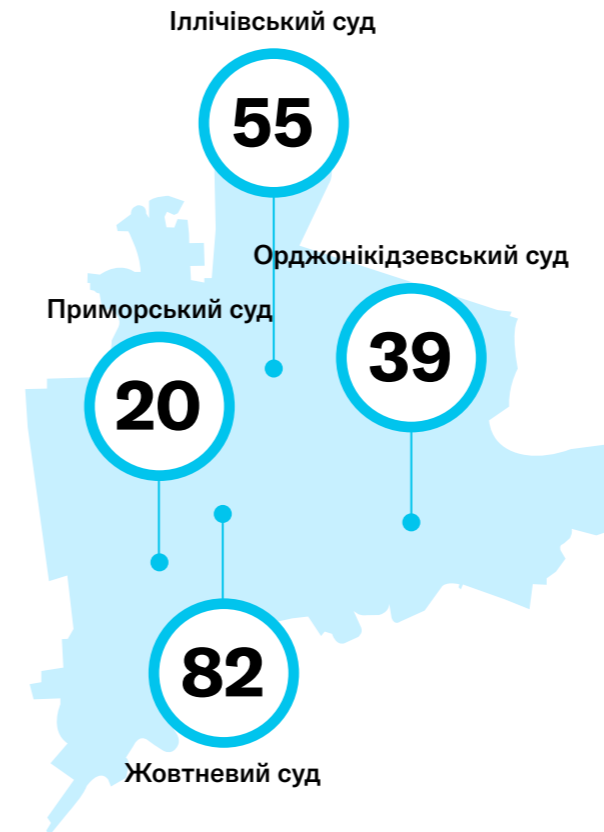 Іллічівський суд
55
Орджонікідзевський суд
39
Приморський суд
20
82
Жовтневий суд